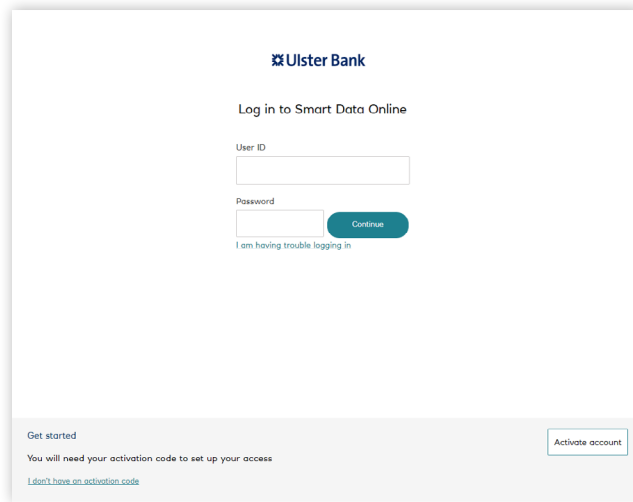 Ulster Bank
Log in to Smart Data Online
User ID
Password
Continue
I am having trouble logging in
Get started
Activate account
You will need your activation code to set up your access
I don't have an activation code